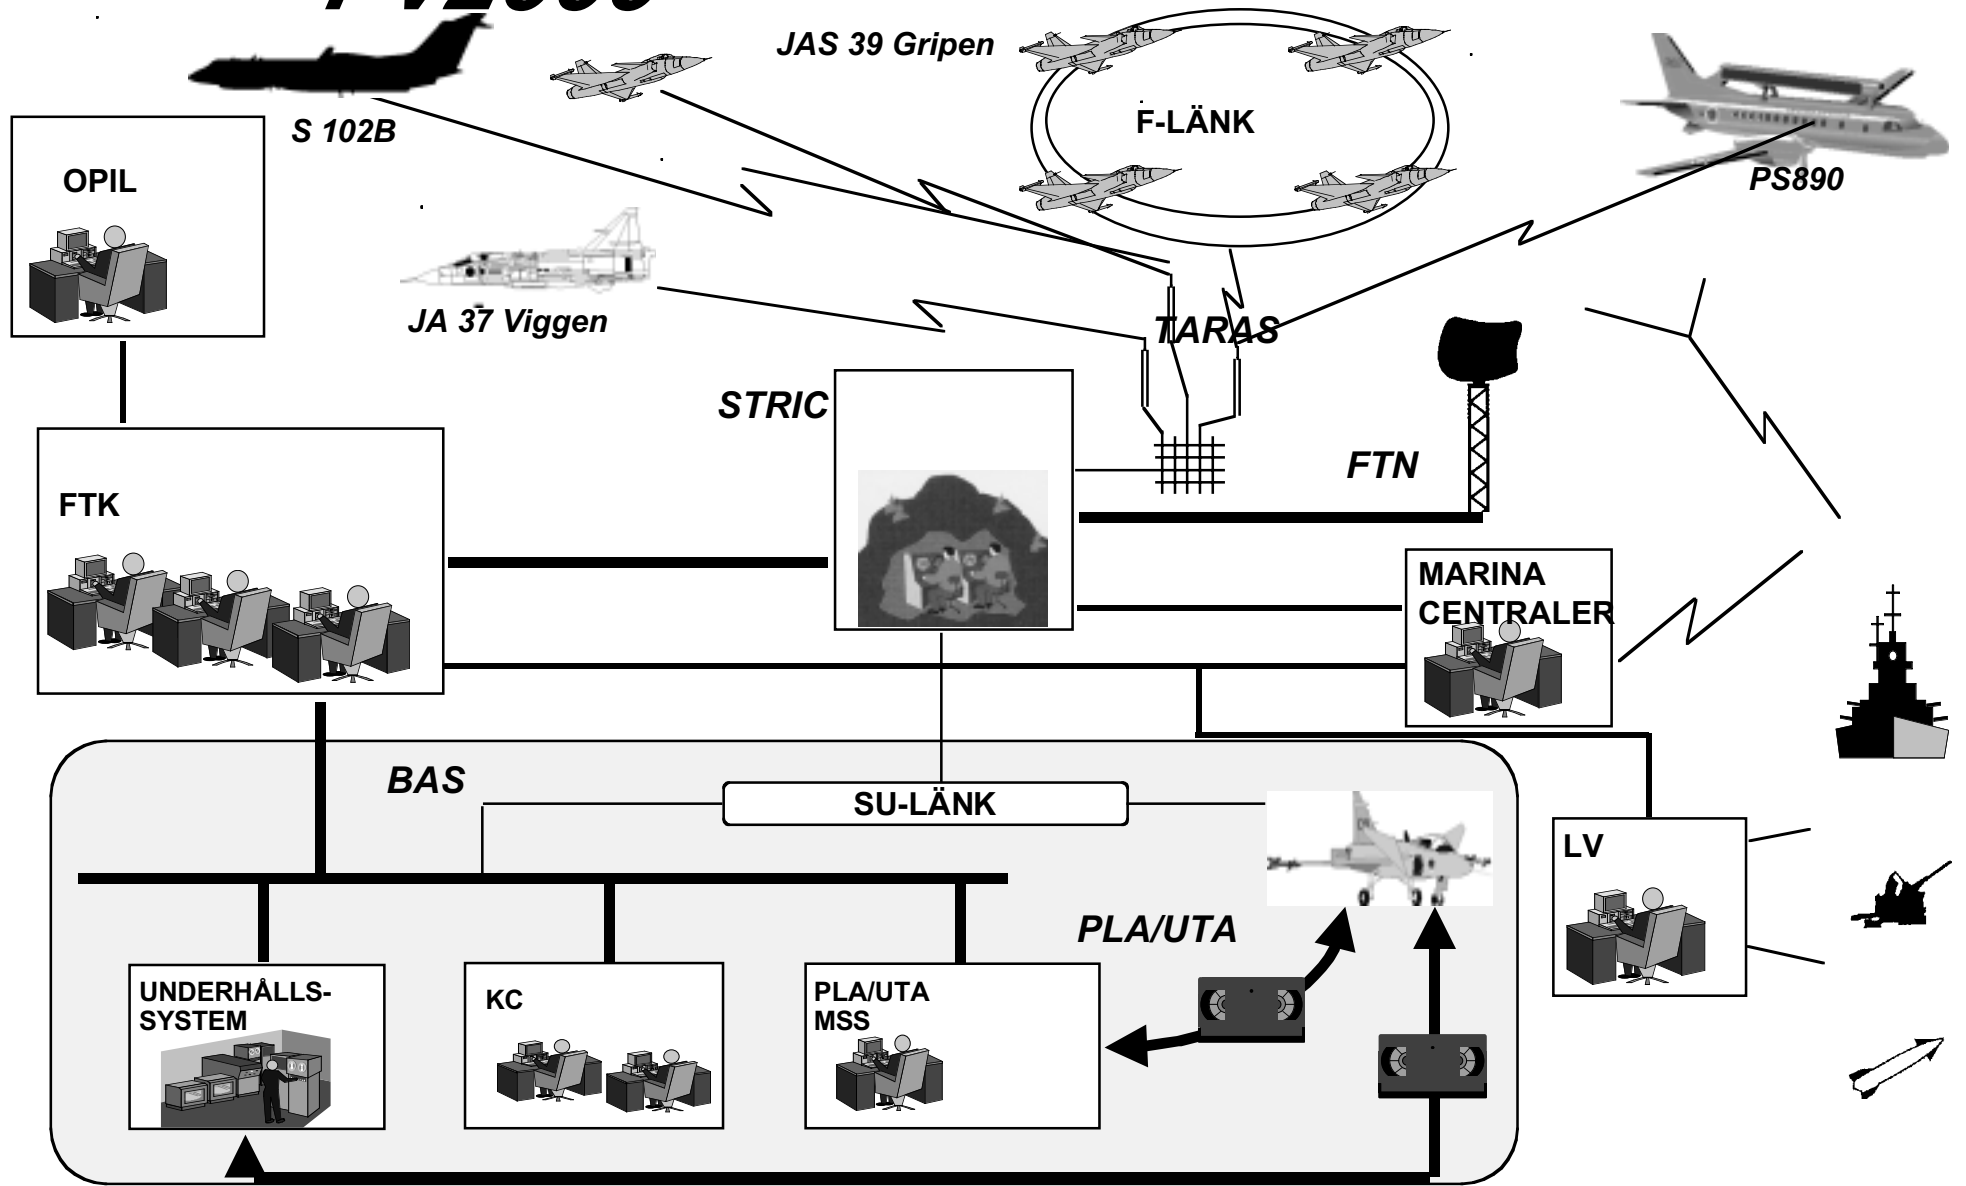 JAS 39 Gripen
S 102B
F-LÄNK
PS890
OPIL
JA 37 Viggen
TARAS
STRIC
FTN
FTK
MARINA
CENTRALER
BAS
SU-LÄNK
LV
PLA/UTA
UNDERHÅLLS-
SYSTEM
KC
PLA/UTA
MSS